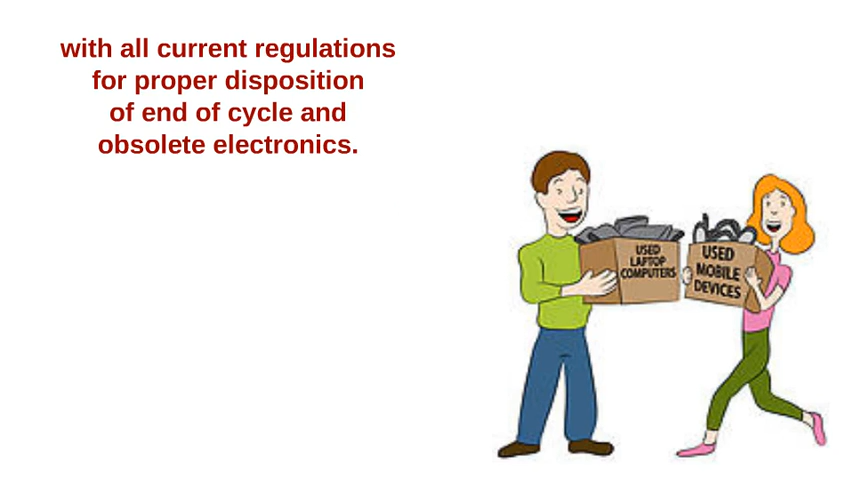 with all current regulations
for proper disposition
of end of cycle and
obsolete electronics.
USED
LAPTOP
COMPUTERS
USED
MOBILE
DEVICES